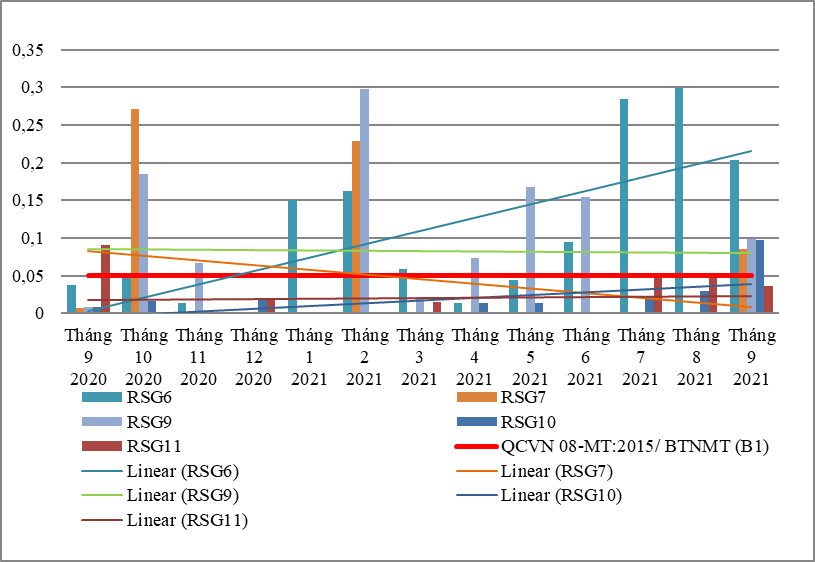 0,35
0,3
0,25
0,2
0,15
0,1
0,05
0
Tháng 9 2020
Tháng 10 2020
Tháng 11 2020
Tháng 12 2020
Tháng 1 2021
Tháng 2 2021
Tháng 3 2021
Tháng 4 2021
Tháng 5 2021
Tháng 6 2021
Tháng 7 2021
Tháng 8 2021
Tháng 9 2021
RSG6
RSG7
RSG9
RSG10
RSG11
QCVN 08-MT:2015/ BTNMT (B1)
Linear (RSG6)
Linear (RSG7)
Linear (RSG9)
Linear (RSG10)
Linear (RSG11)